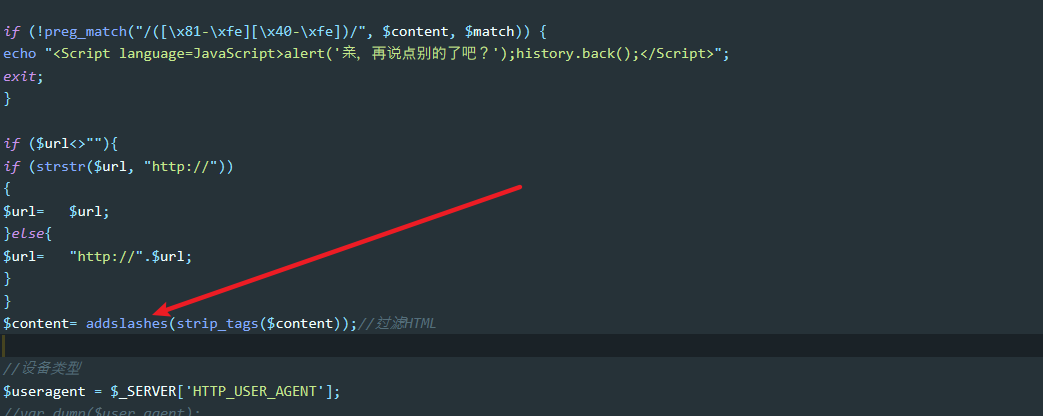 if (!preg_match("/([\x81-\xfe][\x40-\xfe])/", $content, $match)) {
echo "<Script language=JavaScript>alert('亲，再说点别的了吧？');history.back();</Script>";
exit;
}
if ($url<>""){
if (strstr($url, "http://"))
{
$url=   $url;
}else{
$url=   "http://".$url;
}
}
$content= addslashes(strip_tags($content));//过滤HTML
//设备类型
$useragent = $_SERVER['HTTP_USER_AGENT'];
//var_dump($user_agent);